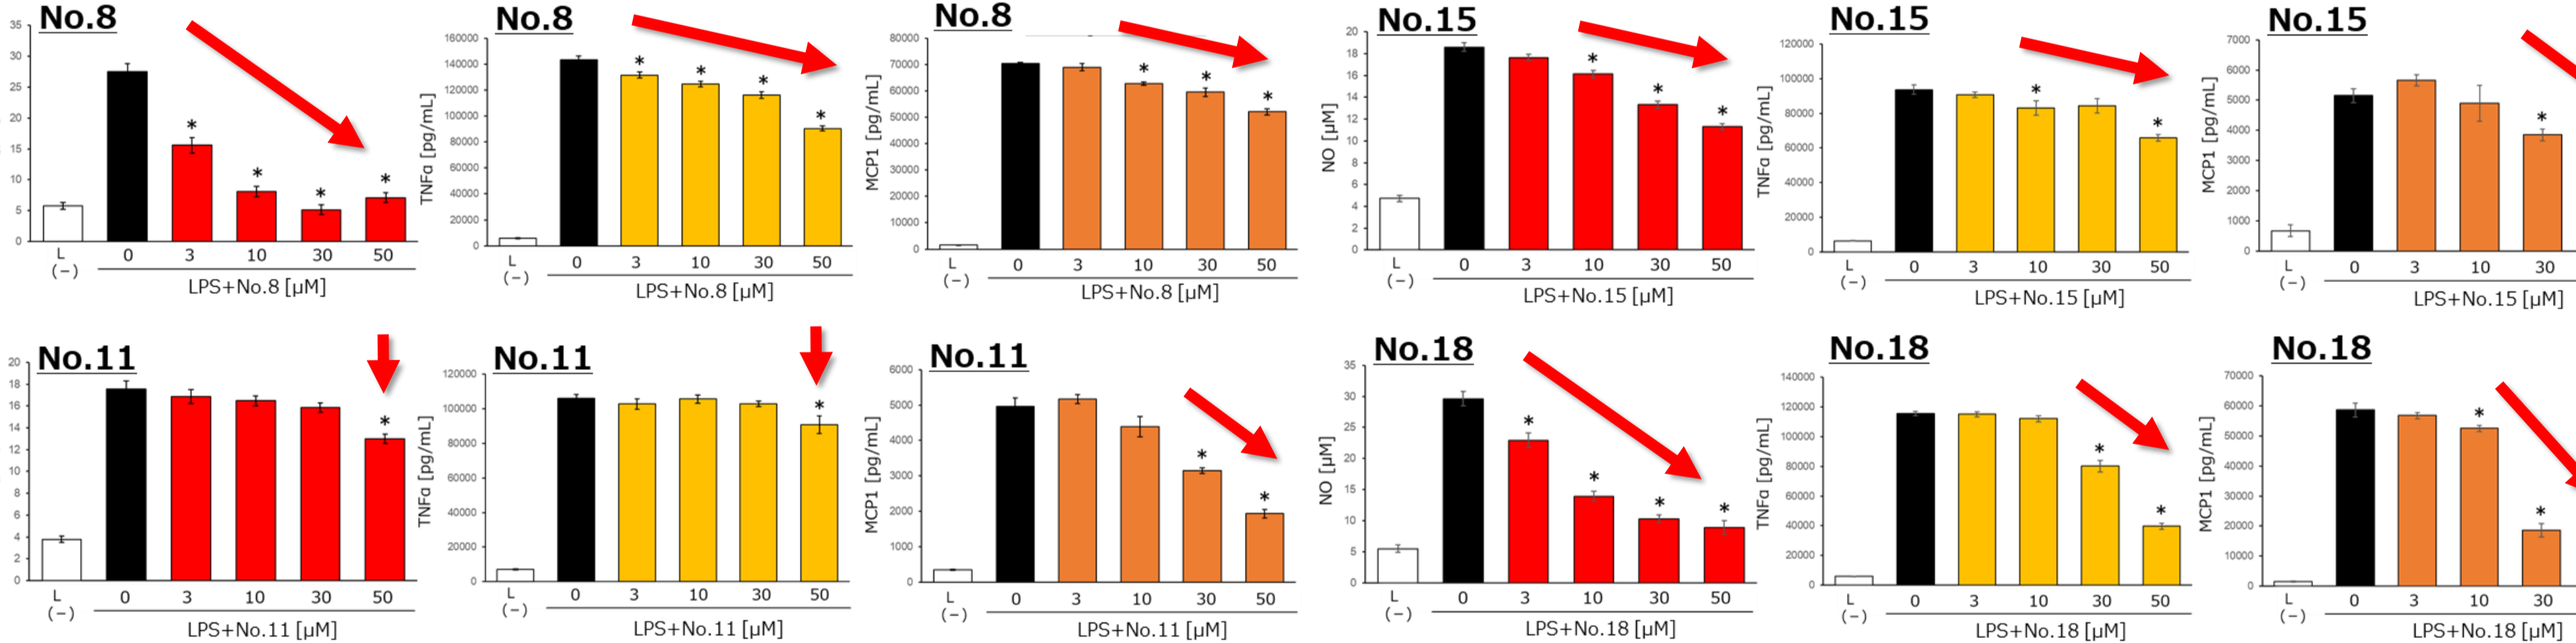 No.8
35
30
25
20
15
10
5
0
*
*
*
*
L
(−)
0 3 10 30 50
LPS+No.8 [μM]
No.8
TNFα [pg/mL]
160000
140000
120000
100000
80000
60000
40000
20000
0
*
*
*
*
L
(−)
0 3 10 30 50
LPS+No.8 [μM]
No.8
MCP1 [pg/mL]
80000
70000
60000
50000
40000
30000
20000
10000
0
*
*
*
L
(−)
0 3 10 30 50
LPS+No.8 [μM]
No.15
NO [μM]
20
18
16
14
12
10
8
6
4
2
0
*
*
*
L
(−)
0 3 10 30 50
LPS+No.15 [μM]
No.15
TNFα [pg/mL]
120000
100000
80000
60000
40000
20000
0
*
*
L
(−)
0 3 10 30 50
LPS+No.15 [μM]
No.15
MCP1 [pg/mL]
7000
6000
5000
4000
3000
2000
1000
0
*
L
(−)
0 3 10 30
LPS+No.15 [μM]
No.11
20
18
16
14
12
10
8
6
4
2
0
*
L
(−)
0 3 10 30 50
LPS+No.11 [μM]
No.11
TNFα [pg/mL]
120000
100000
80000
60000
40000
20000
0
*
L
(−)
0 3 10 30 50
LPS+No.11 [μM]
No.11
MCP1 [pg/mL]
6000
5000
4000
3000
2000
1000
0
*
*
L
(−)
0 3 10 30 50
LPS+No.11 [μM]
No.18
NO [μM]
35
30
25
20
15
10
5
0
*
*
*
*
L
(−)
0 3 10 30 50
LPS+No.18 [μM]
No.18
TNFα [pg/mL]
140000
120000
100000
80000
60000
40000
20000
0
*
*
L
(−)
0 3 10 30 50
LPS+No.18 [μM]
No.18
MCP1 [pg/mL]
70000
60000
50000
40000
30000
20000
10000
0
*
*
L
(−)
0 3 10 30
LPS+No.18 [μM]